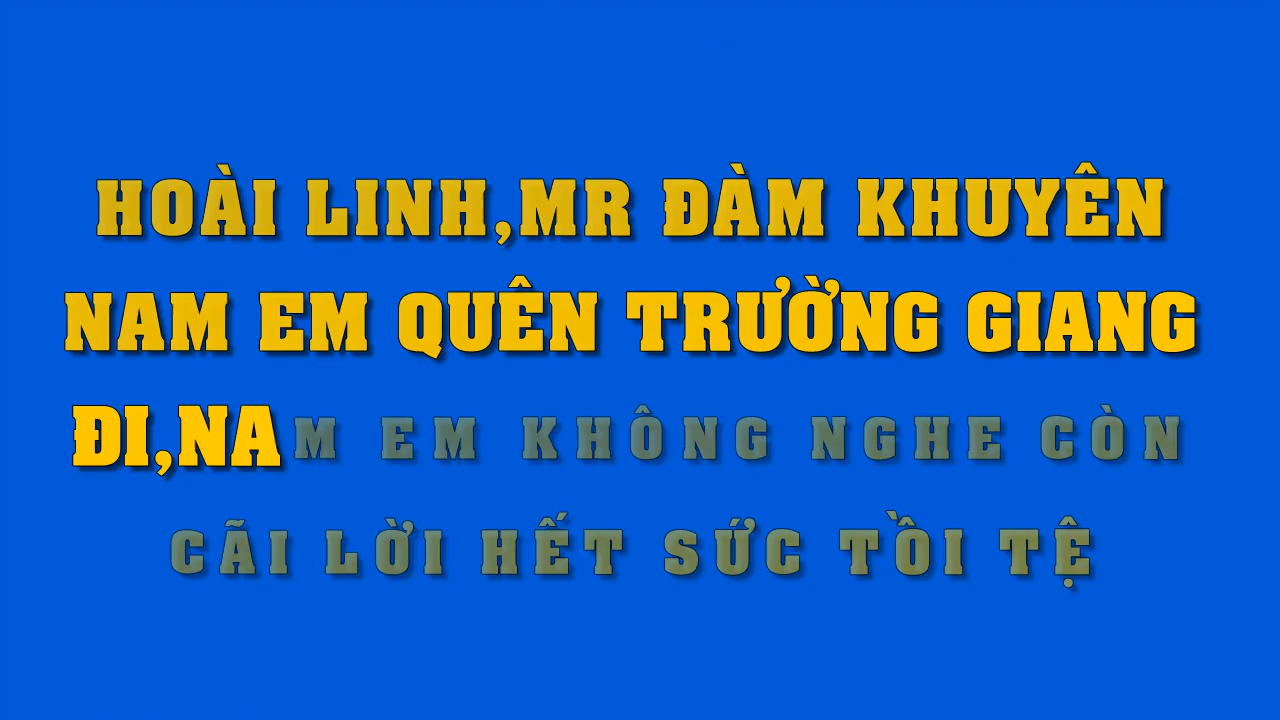 HOÀI LINH,MR ĐÀM KHUYÊN
NAM EM QUÊN TRƯỜNG GIANG
ĐI,NAM EM KHÔNG NGHE CÒN
CÃI LỜI HẾT SỨC TỒI TỆ